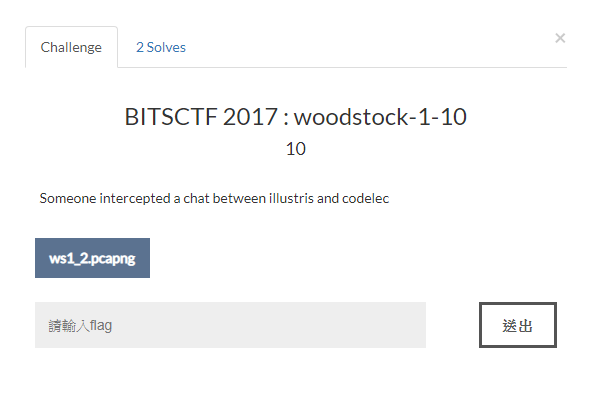 Challenge
2 Solves
×
BITSCTF 2017 : woodstock-1-10
10
Someone intercepted a chat between illustris and codelec
ws1_2.pcapng
請輸入flag
送出